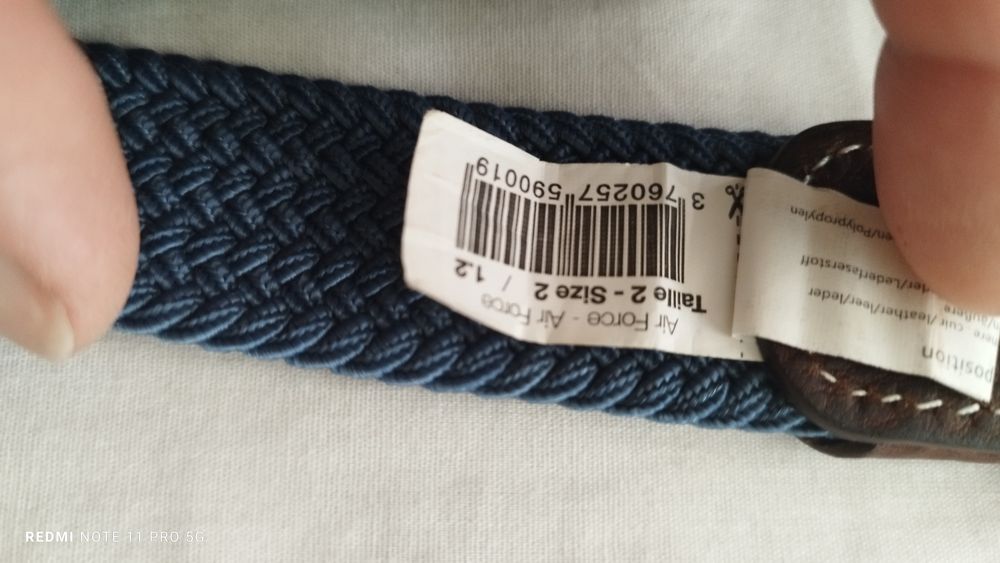 Air Force - Air Force
Taille 2 - Size 2 / 1.2
3 760257 590019
position
cuir /leather/leer/leder
/Lederfaserstoff
en/Polypropylen
REDMI NOTE 11 PRO 5G